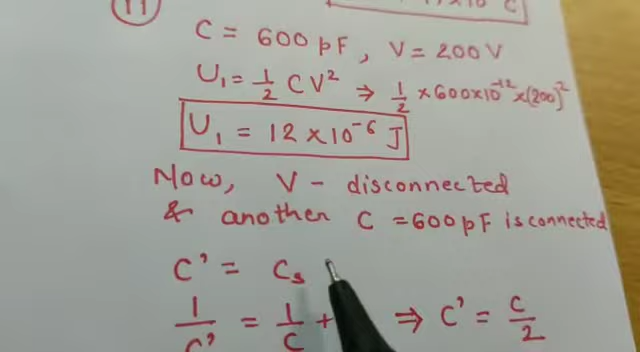 11
C = 600 pF , V = 200 V
U₁ = 1/2 CV² ⇒ 1/2 × 600×10⁻¹² × (200)²
U₁ = 12 × 10⁻⁶ J
Now, V - disconnected
& another C = 600 pF is connected
C' = Cs
1/C' = 1/C + ⇒ C' = C/2